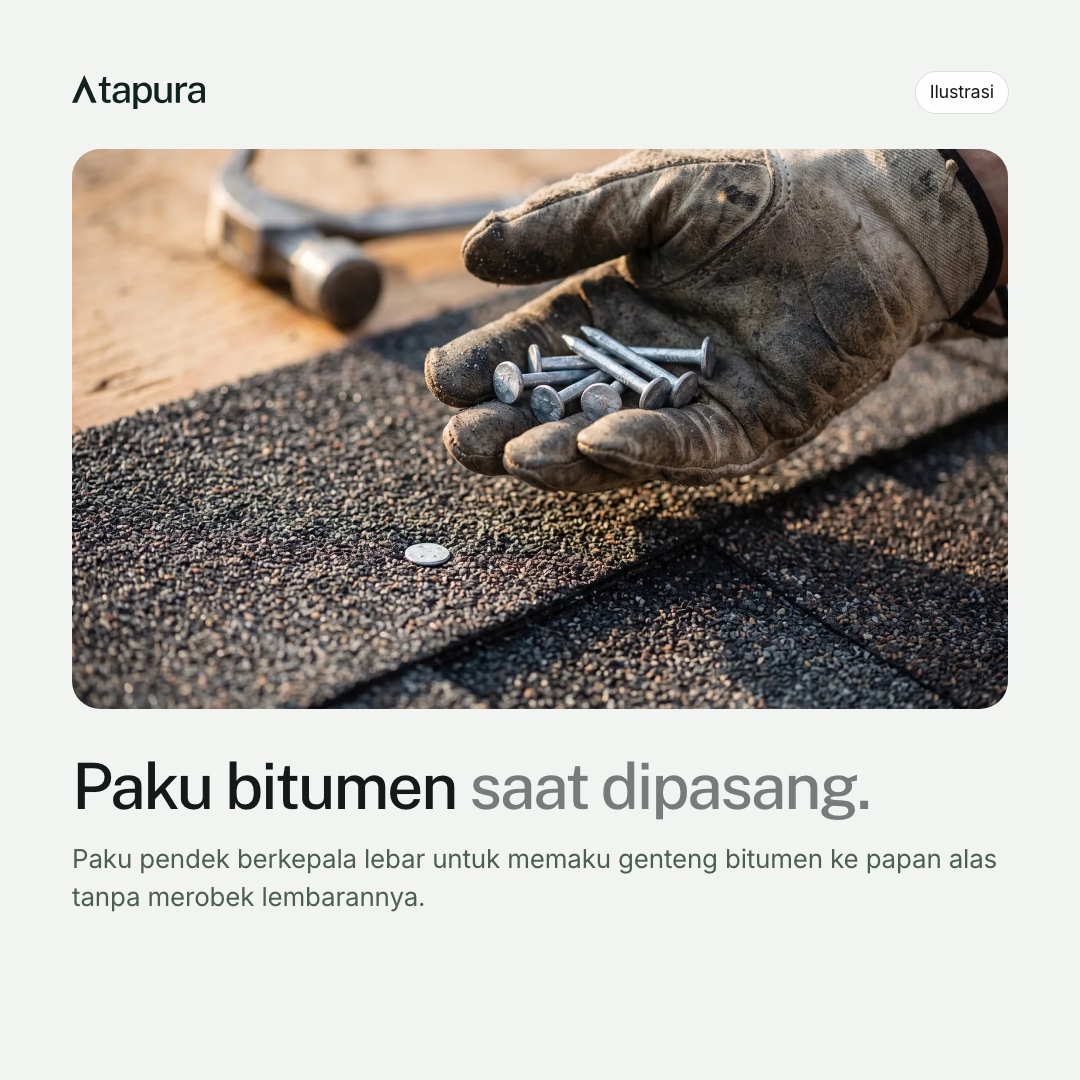 Atapura
Ilustrasi
Paku bitumen saat dipasang.
Paku pendek berkepala lebar untuk memaku genteng bitumen ke papan alas
tanpa merobek lembarannya.